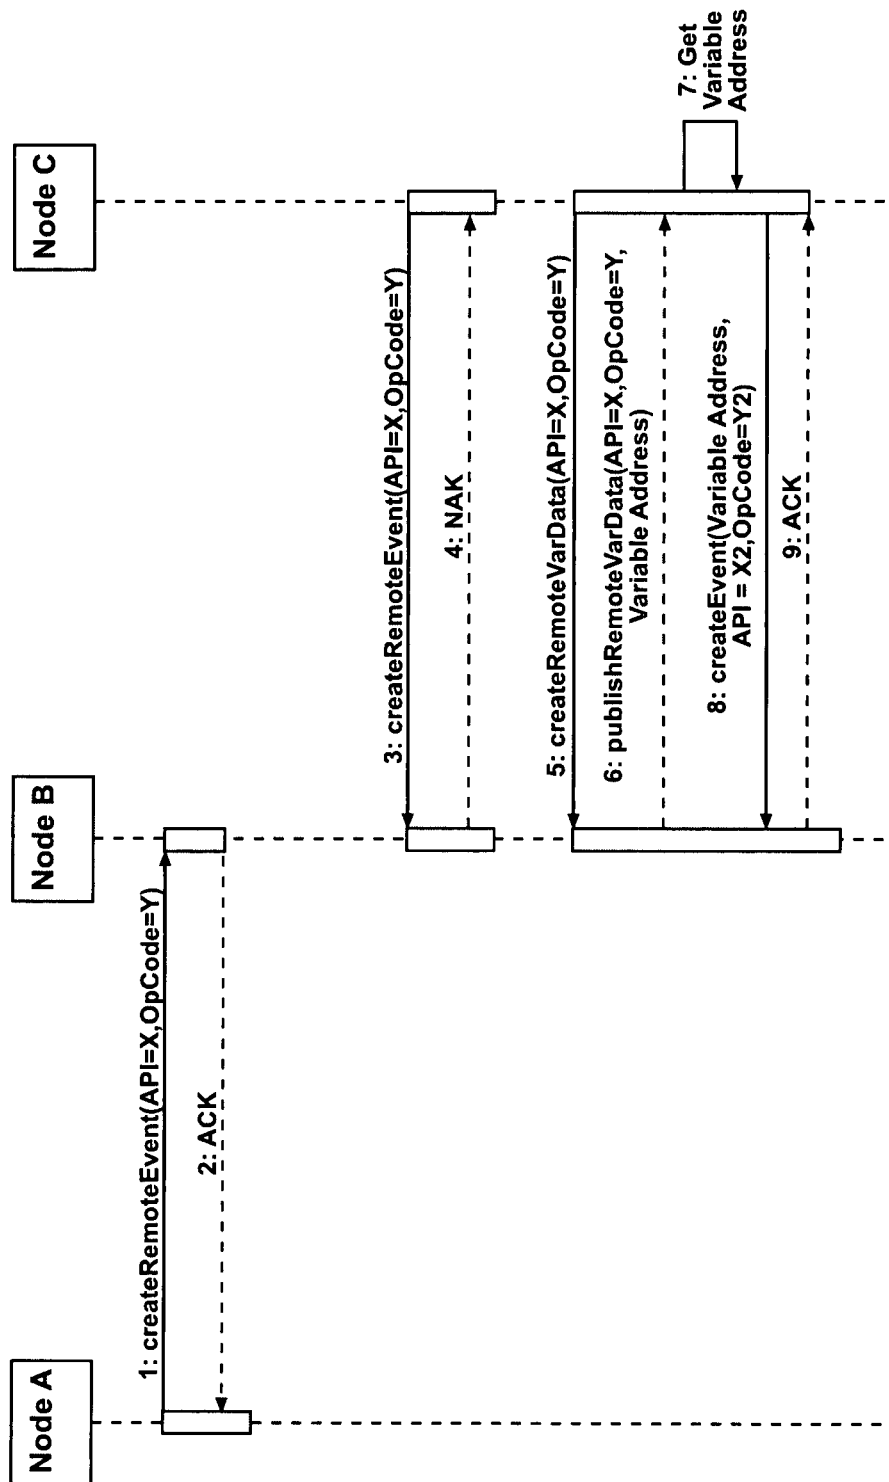 Node A
Node B
Node C
1: createRemoteEvent(API=X,OpCode=Y)
2: ACK
3: createRemoteEvent(API=X,OpCode=Y)
4: NAK
5: createRemoteVarData(API=X,OpCode=Y)
6: publishRemoteVarData(API=X,OpCode=Y,
Variable Address)
7: Get
Variable
Address
8: createEvent(Variable Address,
API = X2,OpCode=Y2)
9: ACK